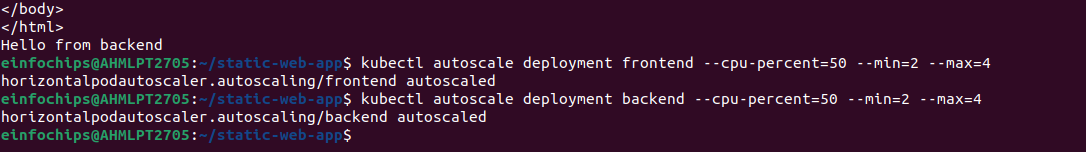 </body>
</html>
Hello from backend
einfochips@AHMLPT2705:~/static-web-app$ kubectl autoscale deployment frontend --cpu-percent=50 --min=2 --max=4
horizontalpodautoscaler.autoscaling/frontend autoscaled
einfochips@AHMLPT2705:~/static-web-app$ kubectl autoscale deployment backend --cpu-percent=50 --min=2 --max=4
horizontalpodautoscaler.autoscaling/backend autoscaled
einfochips@AHMLPT2705:~/static-web-app$